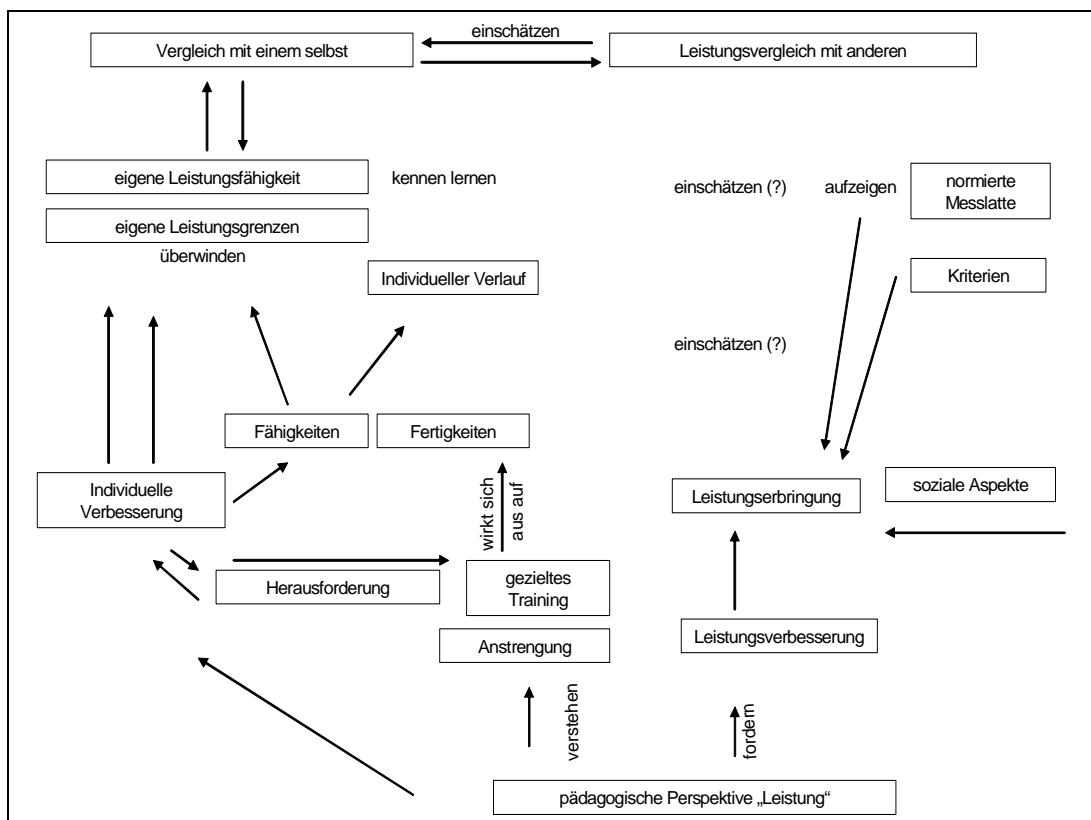 einschätzen
Vergleich mit einem selbst
Leistungsvergleich mit anderen
eigene Leistungsfähigkeit
kennen lernen
einschätzen (?)
aufzeigen
normierte
Messlatte
eigene Leistungsgrenzen
überwinden
Individueller Verlauf
Kriterien
einschätzen (?)
Fähigkeiten
Fertigkeiten
Individuelle
Verbesserung
wirkt sich
aus auf
Leistungserbringung
soziale Aspekte
Herausforderung
gezieltes
Training
Anstrengung
Leistungsverbesserung
verstehen
fordern
pädagogische Perspektive „Leistung“